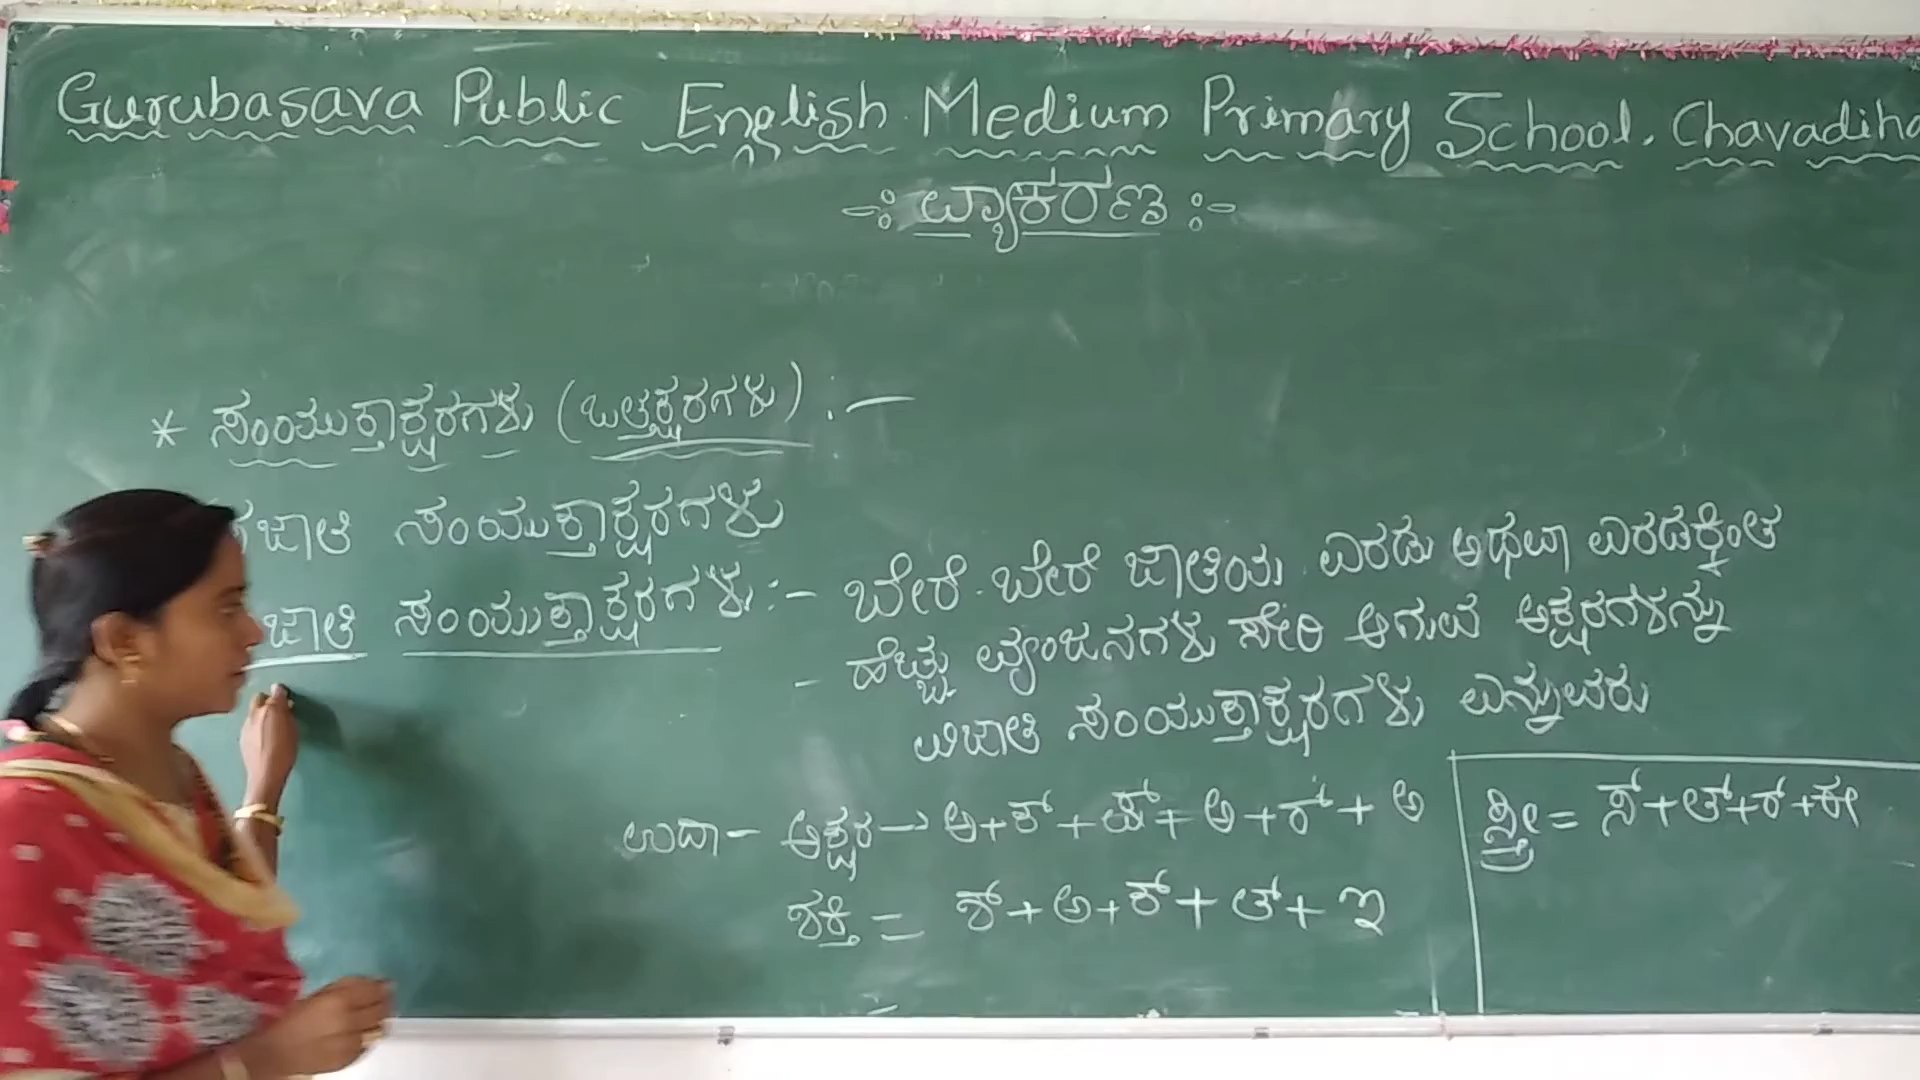 Gurubasava Public English Medium Primary School. Chavadiha
-: ವ್ಯಾಕರಣ :-
* ಸಂಯುಕ್ತಾಕ್ಷರಗಳು (ಒತ್ತಕ್ಷರಗಳು) :-
ಜಾತಿ ಸಂಯುಕ್ತಾಕ್ಷರಗಳು
ಜಾತಿ ಸಂಯುಕ್ತಾಕ್ಷರಗಳು :- ಬೇರೆ. ಬೇರೆ ಜಾತಿಯ ಎರಡು ಅಥವಾ ಎರಡಕ್ಕಿಂತ
- ಹೆಚ್ಚು ವ್ಯಂಜನಗಳು ಸೇರಿ ಆಗುವ ಅಕ್ಷರಗಳನ್ನು
ವಿಜಾತಿ ಸಂಯುಕ್ತಾಕ್ಷರಗಳು ಎನ್ನುವರು
ಉದಾ - ಅಕ್ಷರ → ಅ + ಕ್ + ಷ್ + ಅ + ರ್ + ಅ
ಶಕ್ತಿ = ಶ್ + ಅ + ಕ್ + ತ್ + ಇ
ಸ್ತ್ರೀ = ಸ್ + ತ್ + ರ್ + ಈ